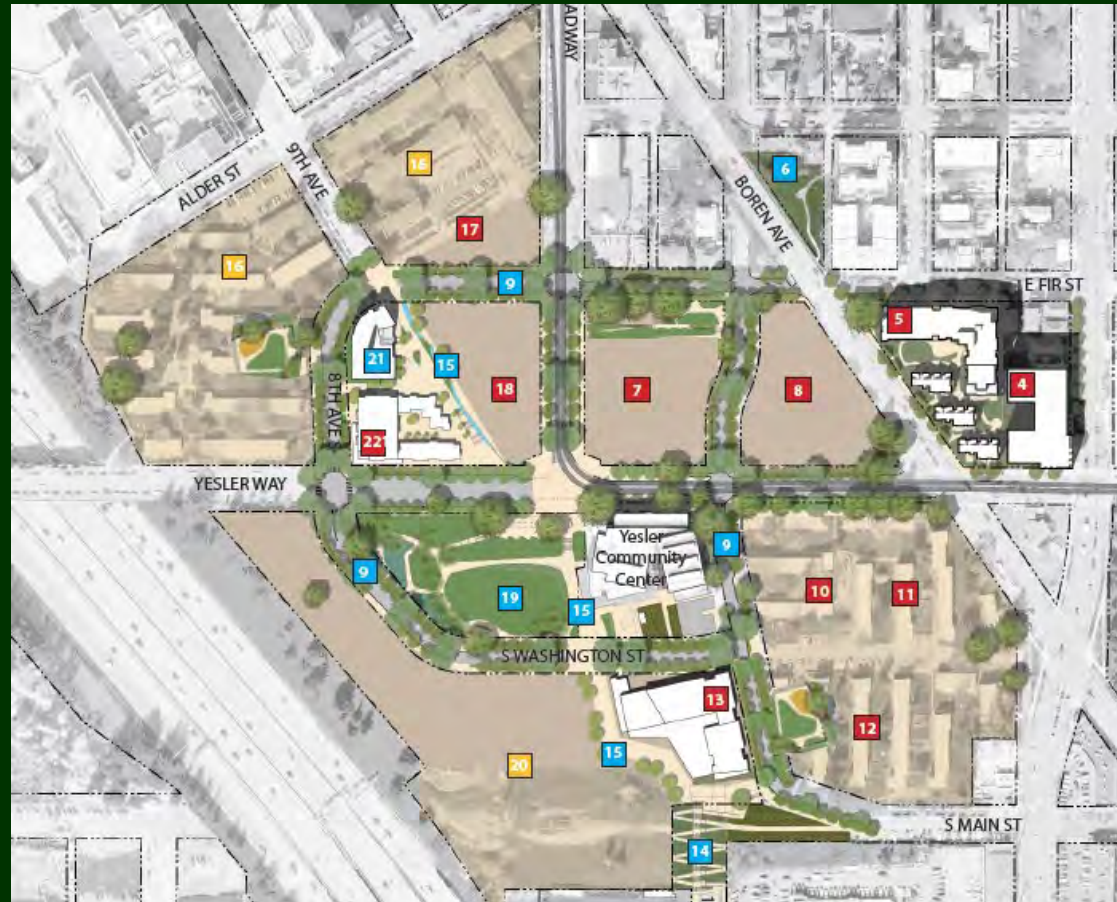 ADWAY
16
9TH AVE
ALDER ST
6
BOREN AVE
17
16
9
E FIR ST
5
21
15
18
7
8
4
8TH AVE
221
YESLER WAY
Yesler
Community
Center
9
9
19
15
10
11
S WASHINGTON ST
13
12
15
20
S MAIN ST
14